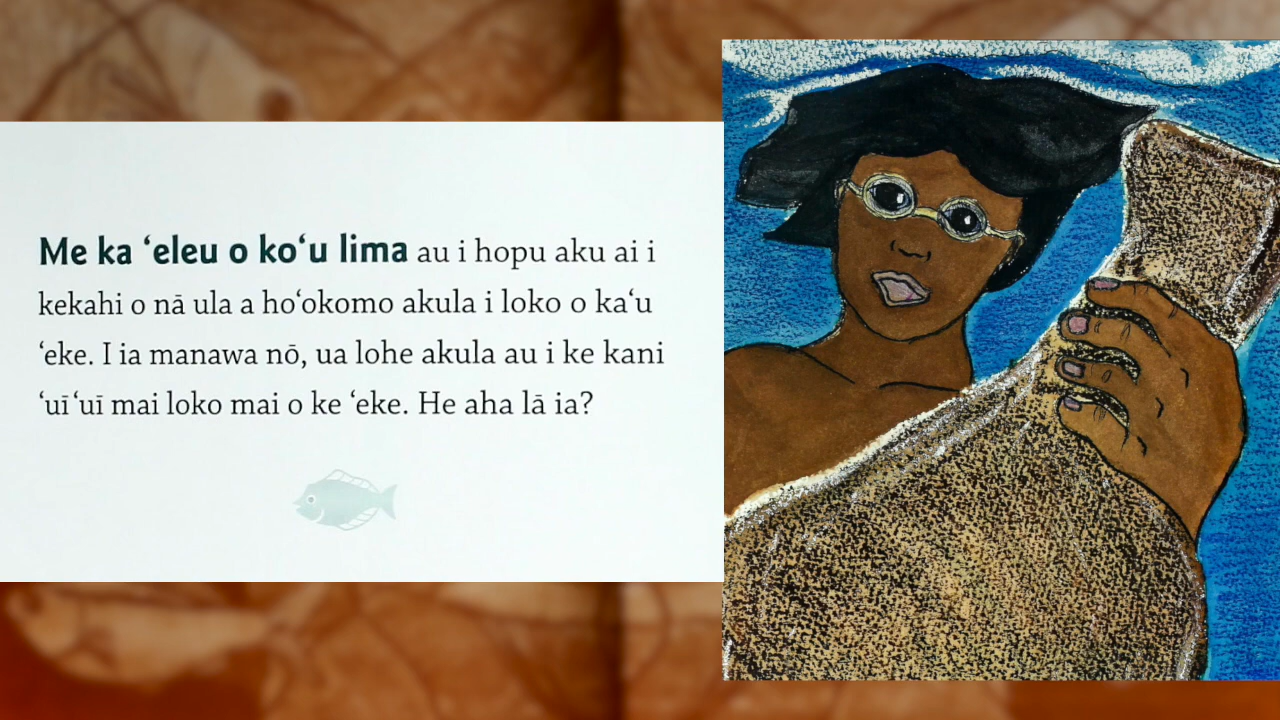 Me ka ʻeleu o koʻu lima au i hopu aku ai i
kekahi o nā ula a hoʻokomo akula i loko o kaʻu
ʻeke. I ia manawa nō, ua lohe akula au i ke kani
ʻuīʻuī mai loko mai o ke ʻeke. He aha lā ia?